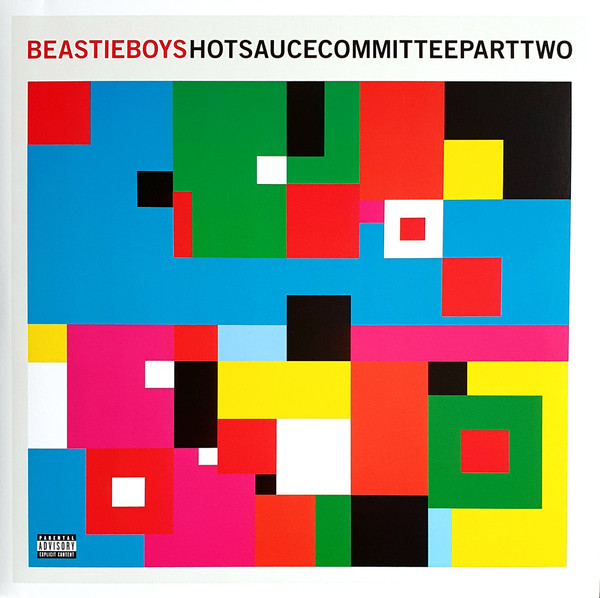 BEASTIEBOYSHOTSAUCECOMMITTEEPARTTWO
PARENTAL
ADVISORY
EXPLICIT CONTENT